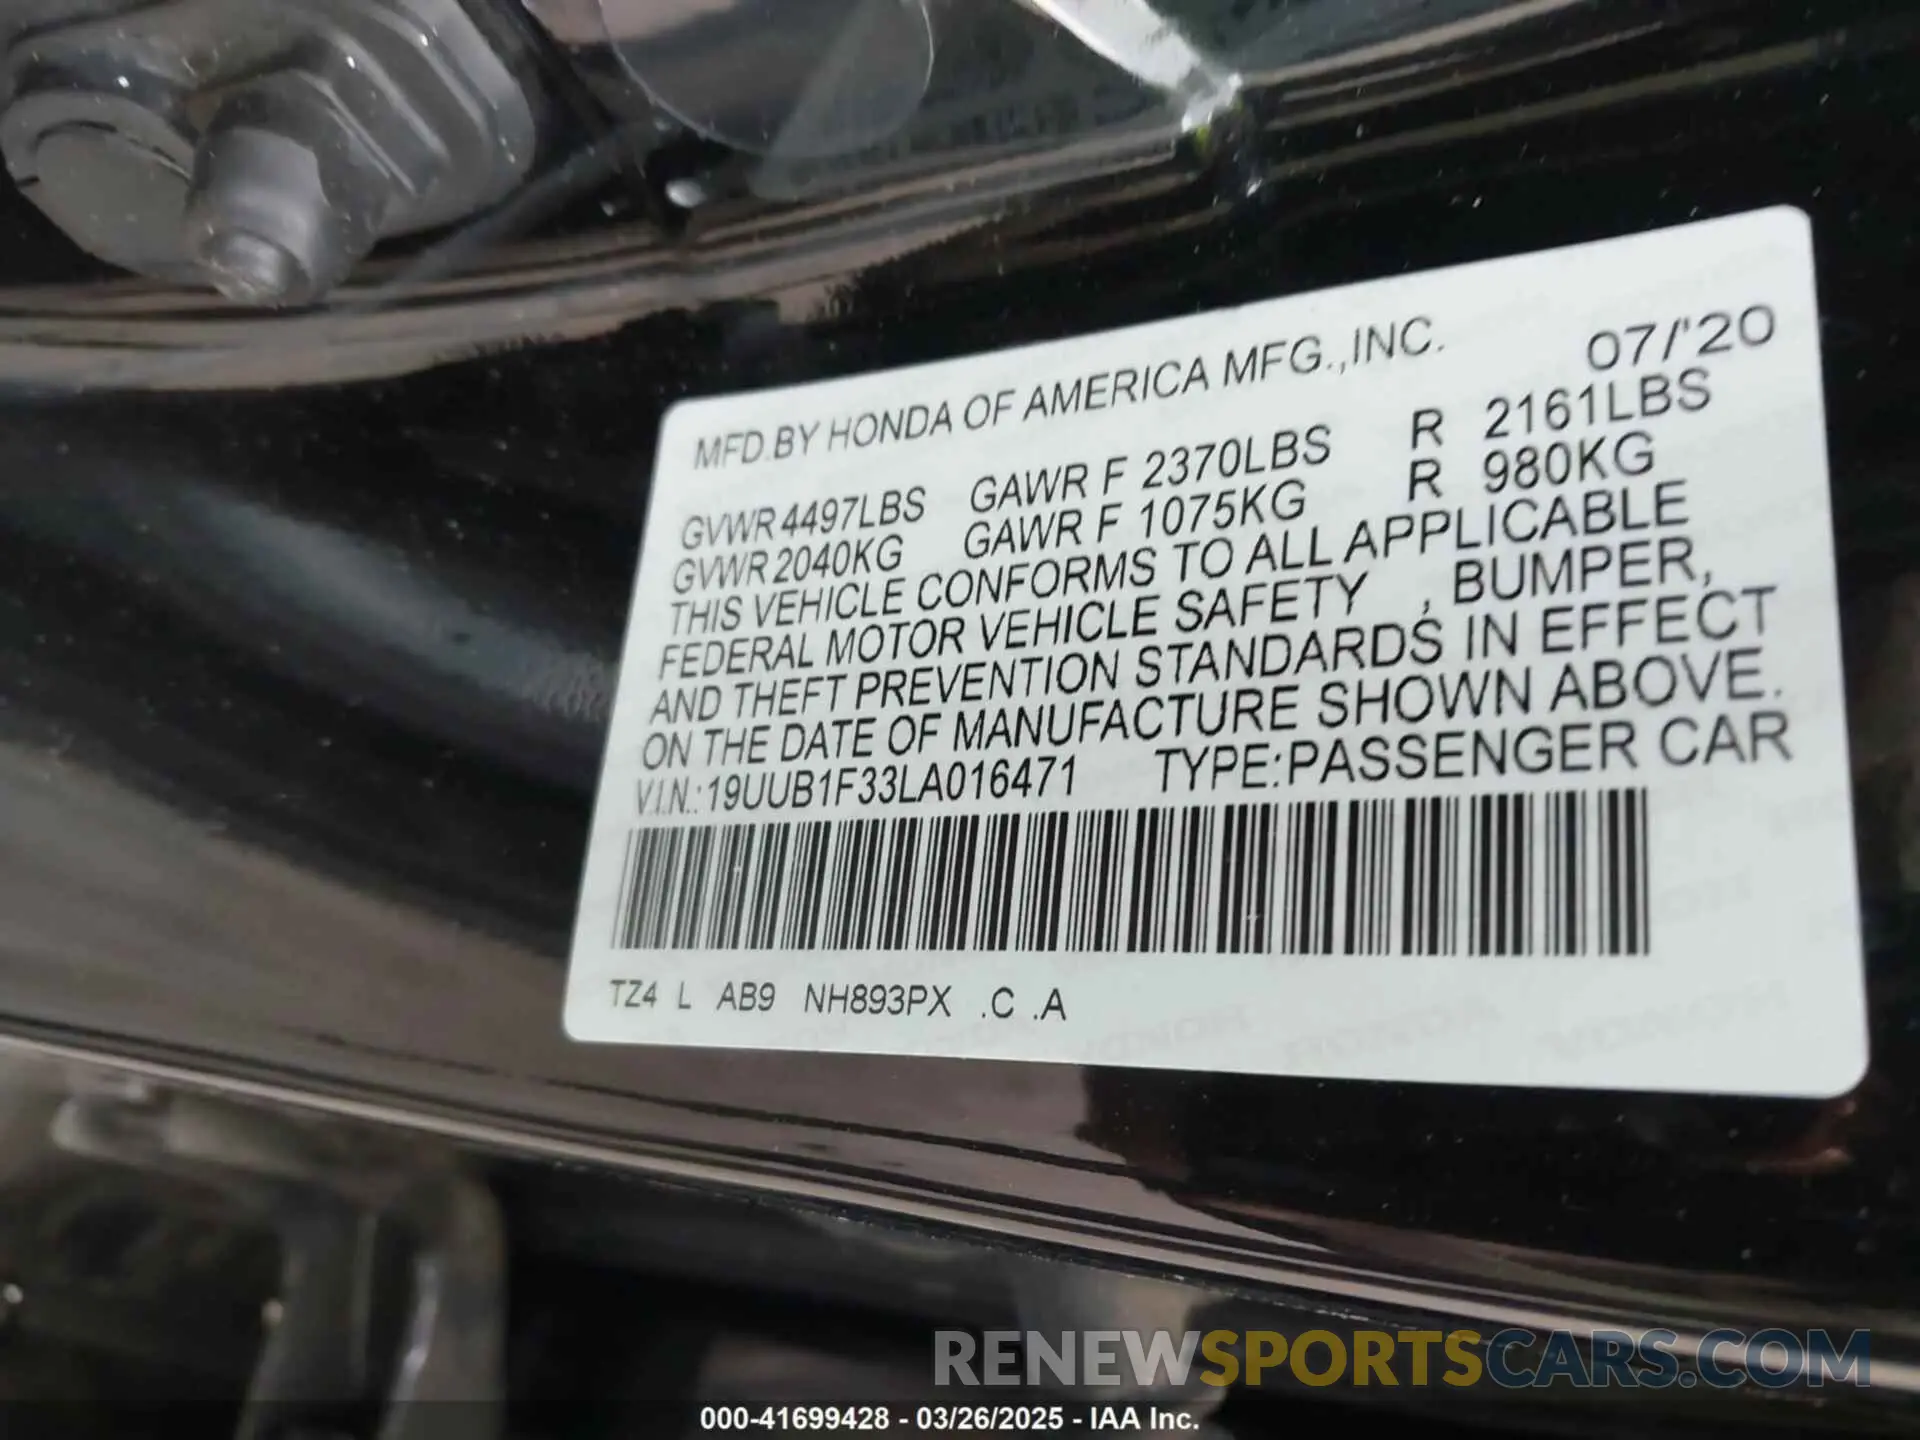 MFD.BY HONDA OF AMERICA MFG.,INC. 07/'20
GVWR 4497LBS GAWR F 2370LBS R 2161LBS
GVWR 2040KG GAWR F 1075KG R 980KG
THIS VEHICLE CONFORMS TO ALL APPLICABLE
FEDERAL MOTOR VEHICLE SAFETY , BUMPER,
AND THEFT PREVENTION STANDARDS IN EFFECT
ON THE DATE OF MANUFACTURE SHOWN ABOVE.
V.I.N.:19UUB1F33LA016471 TYPE:PASSENGER CAR
TZ4 L AB9 NH893PX .C .A
RENEWSPORTSCARS.COM
000-41699428 - 03/26/2025 - IAA Inc.